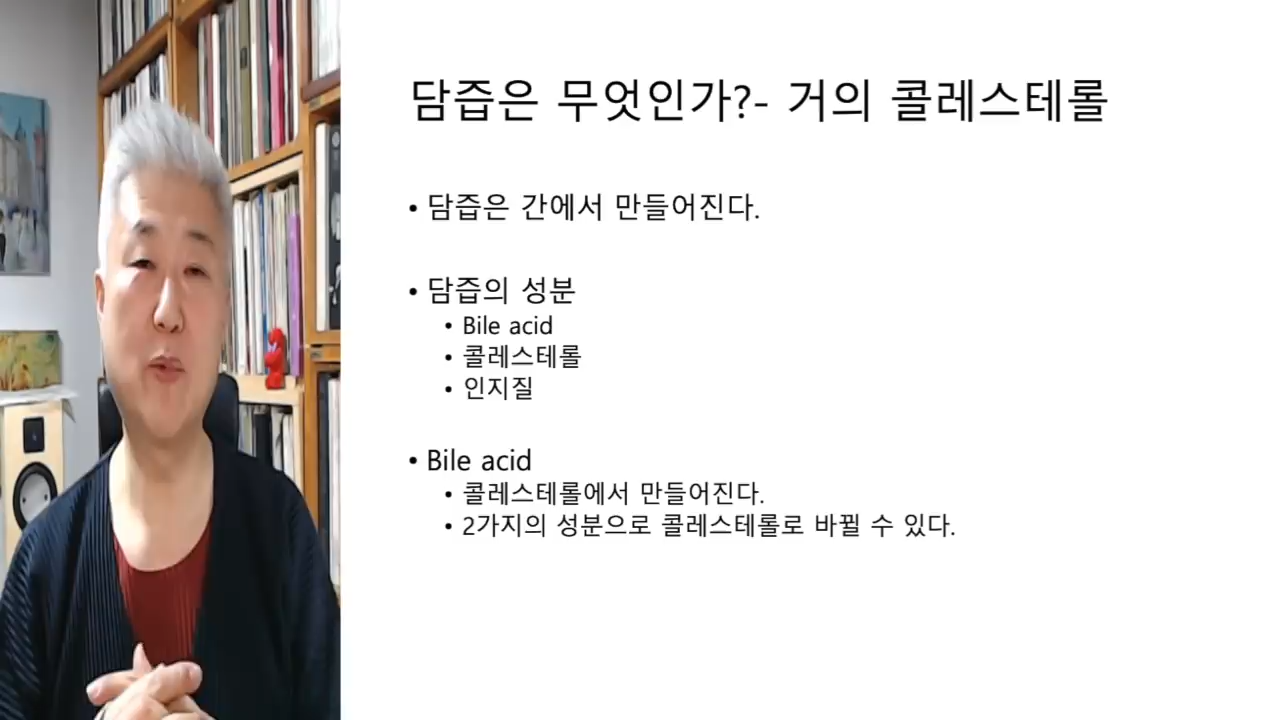 담즙은 무엇인가?- 거의 콜레스테롤
• 담즙은 간에서 만들어진다.
• 담즙의 성분
• Bile acid
• 콜레스테롤
• 인지질
• Bile acid
• 콜레스테롤에서 만들어진다.
• 2가지의 성분으로 콜레스테롤로 바뀔 수 있다.